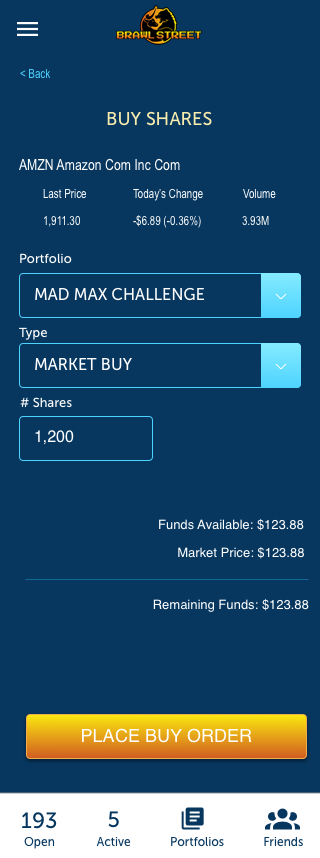 BRAWL STREET
< Back
BUY SHARES
AMZN Amazon Com Inc Com
Last Price Today's Change Volume
1,911.30 -$6.89 (-0.36%) 3.93M
Portfolio
MAD MAX CHALLENGE
Type
MARKET BUY
# Shares
1,200
Funds Available: $123.88
Market Price: $123.88
Remaining Funds: $123.88
PLACE BUY ORDER
193 5
Open Active Portfolios Friends